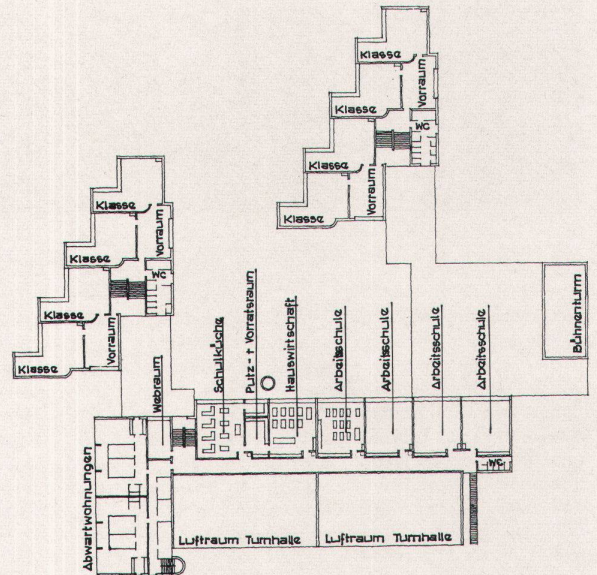 Klasse
Klasse
Klasse
Klasse
Vorraum
WC
Vorraum
Klasse
Klasse
Klasse
Klasse
Vorraum
WC
Vorraum
Webraum
Schulküche
Putz- + Vorratsraum
Hauswirtschaft
Arbeitsschule
Arbeitsschule
Arbeitsschule
Arbeitsschule
Bühnenturm
WC
Abwartwohnungen
Luftraum Turnhalle
Luftraum Turnhalle